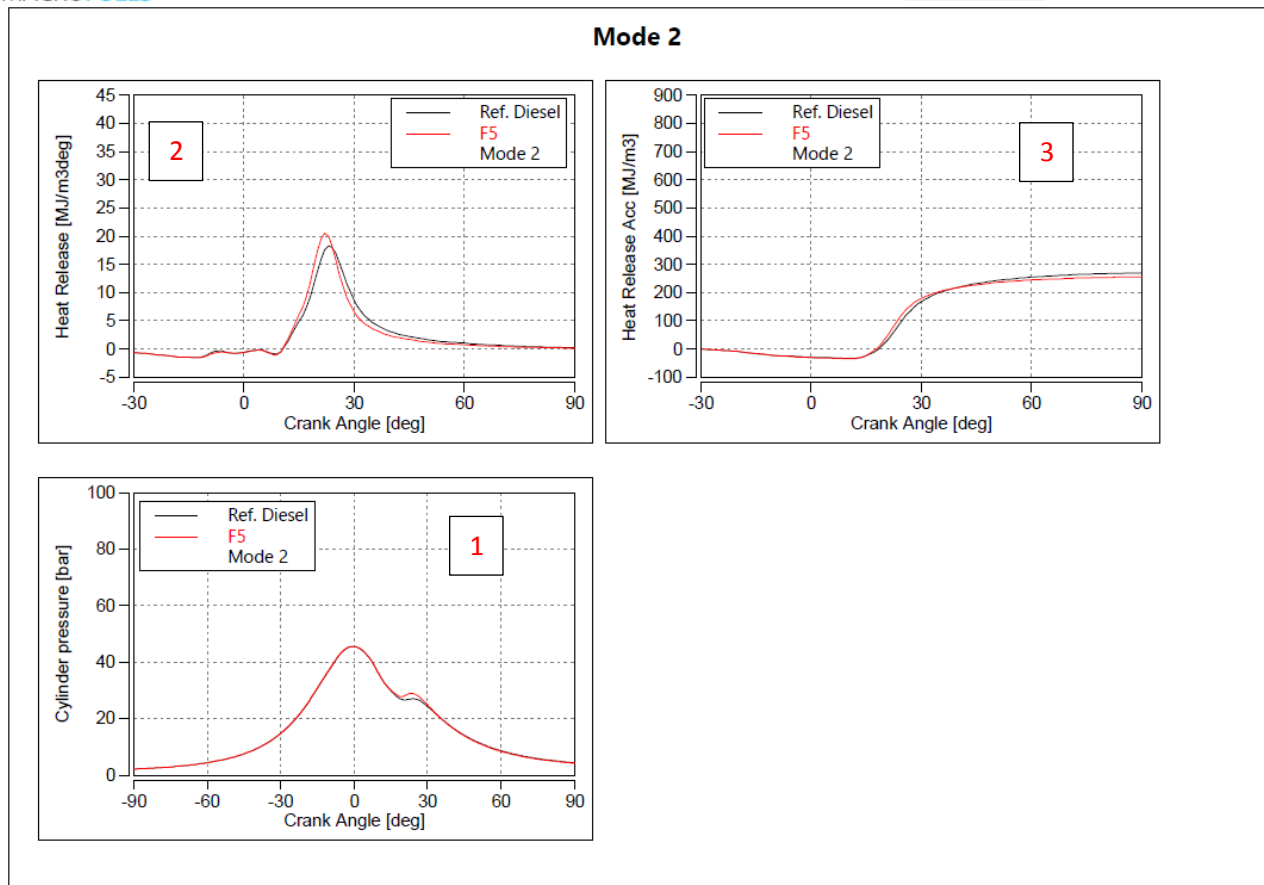 Mode 2
45
40
35
30
25
20
15
10
5
0
-5
Heat Release [MJ/m3deg]
2
Ref. Diesel
F5
Mode 2
-30 0 30 60 90
Crank Angle [deg]
900
800
700
600
500
400
300
200
100
0
-100
Heat Release Acc [MJ/m3]
Ref. Diesel
F5
Mode 2
3
-30 0 30 60 90
Crank Angle [deg]
100
80
60
40
20
0
Cylinder pressure [bar]
Ref. Diesel
F5
Mode 2
1
-90 -60 -30 0 30 60 90
Crank Angle [deg]